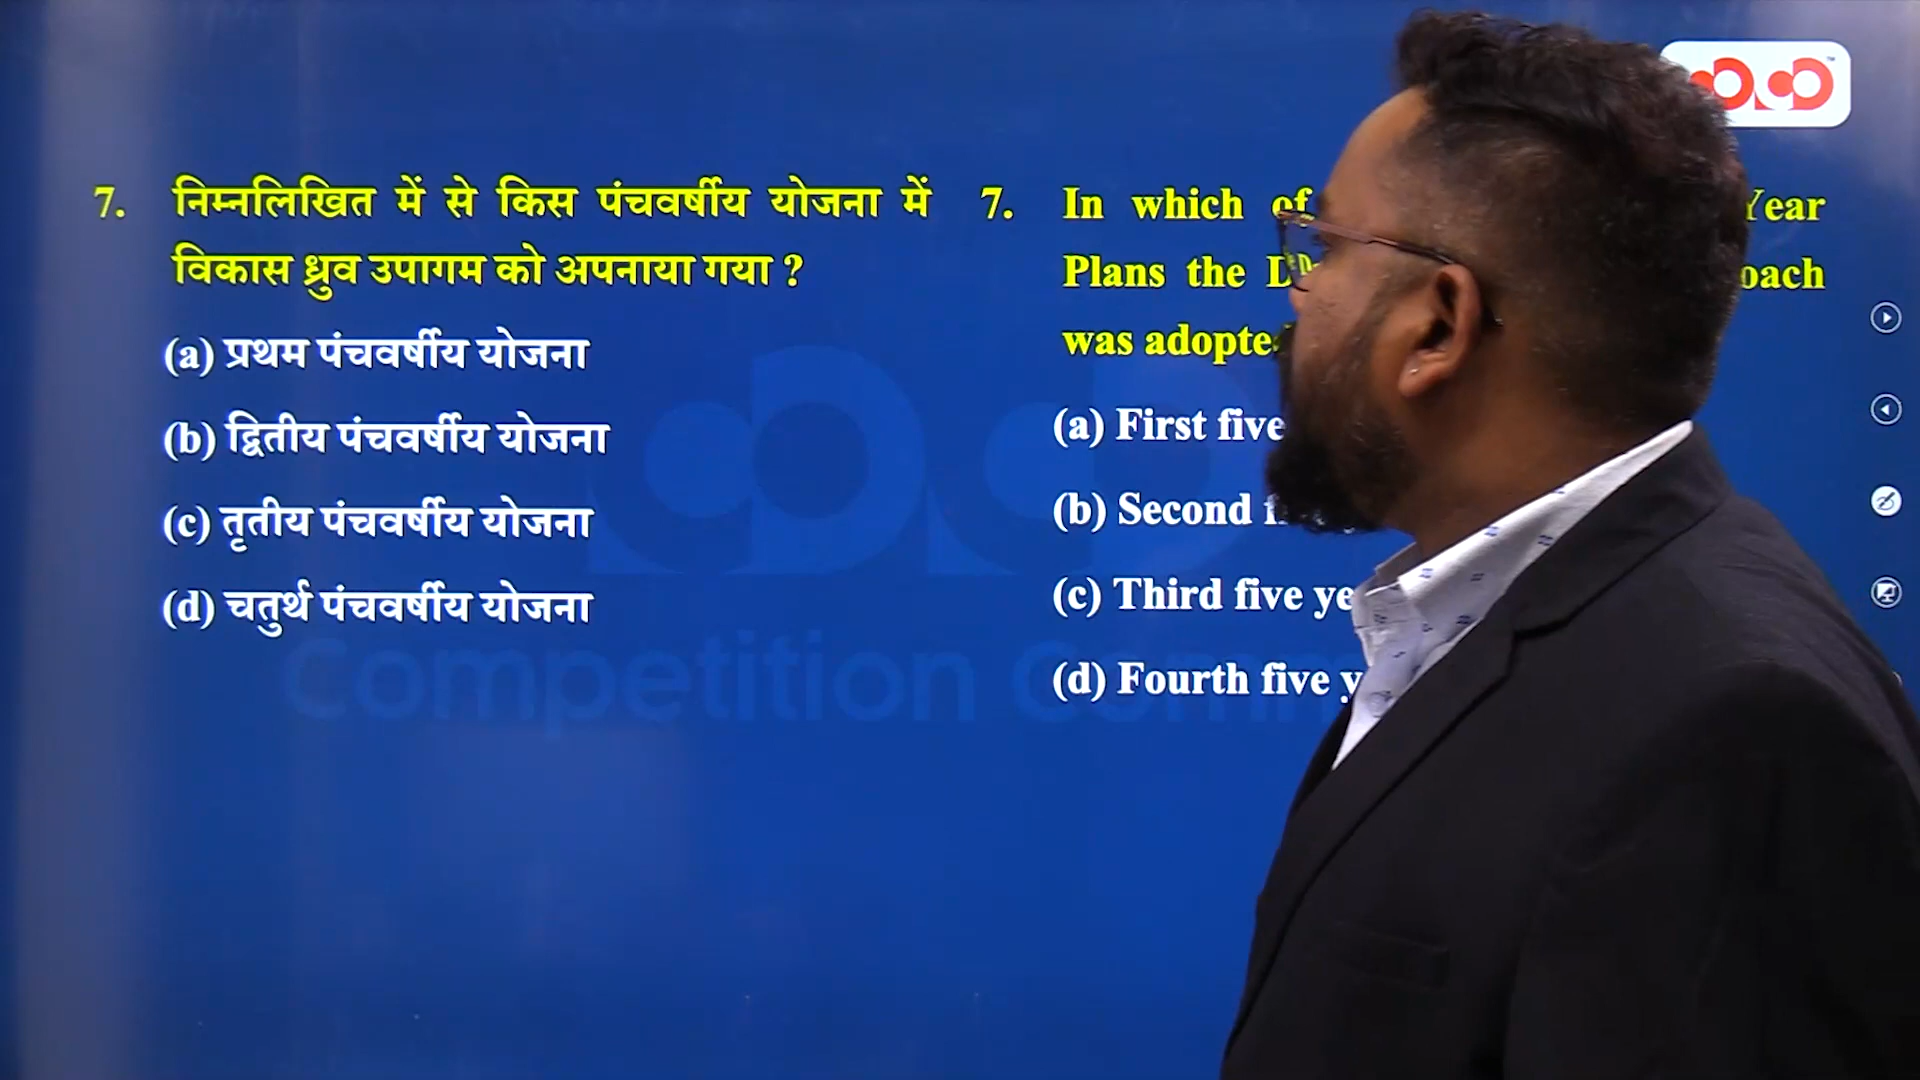 7. निम्नलिखित में से किस पंचवर्षीय योजना में
विकास ध्रुव उपागम को अपनाया गया ?
(a) प्रथम पंचवर्षीय योजना
(b) द्वितीय पंचवर्षीय योजना
(c) तृतीय पंचवर्षीय योजना
(d) चतुर्थ पंचवर्षीय योजना
7. In which of Year
Plans the
was
(a) First five
(b) Second
(c) Third five
(d) Fourth five
Competition